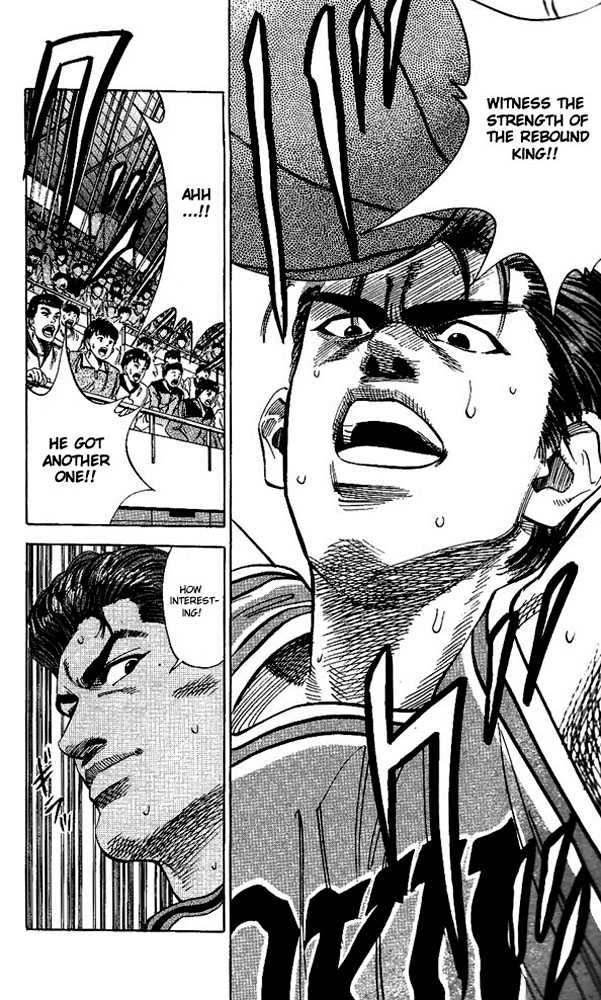 WITNESS THE
STRENGTH OF
THE REBOUND
KING!!
AHH
...!!
HE GOT
ANOTHER
ONE!!
HOW
INTEREST-
ING!